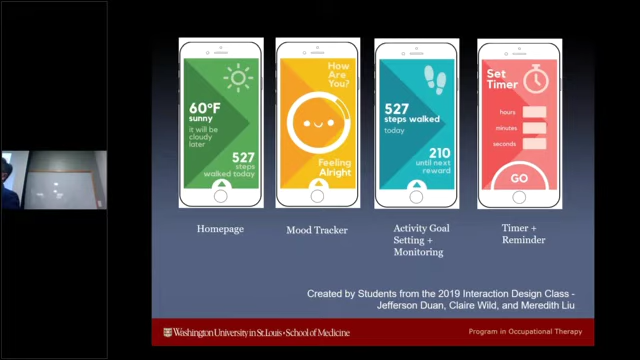 60°F
sunny
it will be
cloudy
later
527
steps
walked today
How
Are
You?
Feeling
Alright
527
steps walked
today
210
until next
reward
Set
Timer
hours
minutes
seconds
GO
Homepage
Mood Tracker
Activity Goal
Setting +
Monitoring
Timer +
Reminder
Created by Students from the 2019 Interaction Design Class -
Jefferson Duan, Claire Wild, and Meredith Liu
Washington University in St. Louis • School of Medicine
Program in Occupational Therapy